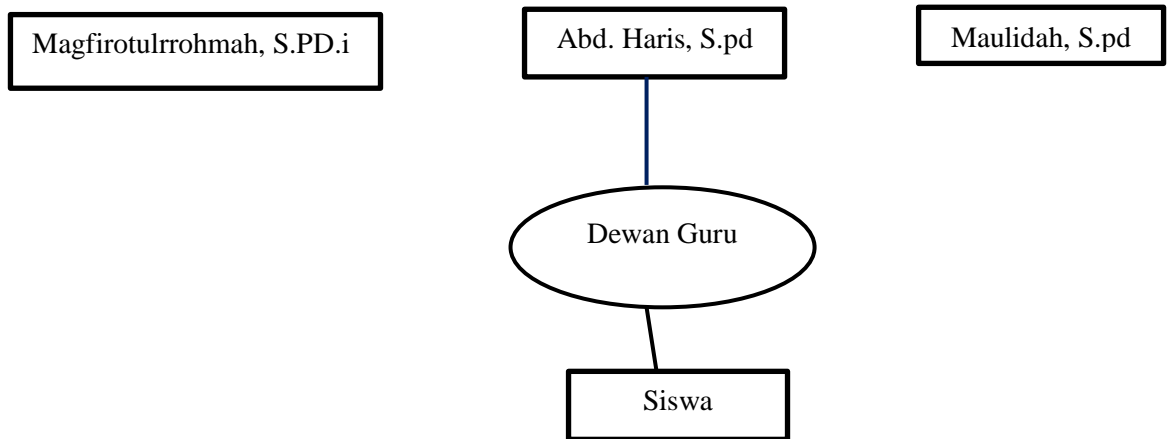 Magfirotulrrohmah, S.PD.i
Abd. Haris, S.pd
Maulidah, S.pd
Dewan Guru
Siswa